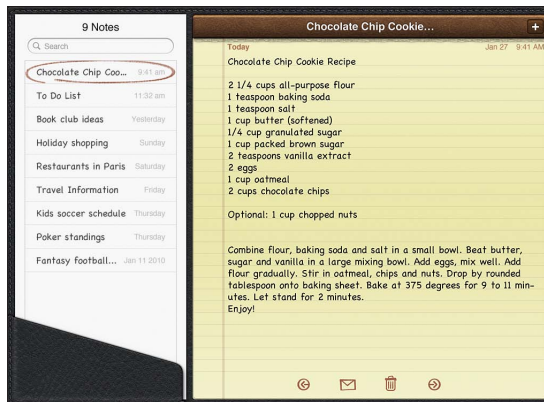 9 Notes
Search
Chocolate Chip Coo... 9:41 am
To Do List 11:32 am
Book club ideas Yesterday
Holiday shopping Sunday
Restaurants in Paris Saturday
Travel Information Friday
Kids soccer schedule Thursday
Poker standings Thursday
Fantasy football... Jan 11 2010
Chocolate Chip Cookie...
+
Today Jan 27 9:41 AM
Chocolate Chip Cookie Recipe
2 1/4 cups all-purpose flour
1 teaspoon baking soda
1 teaspoon salt
1 cup butter (softened)
1/4 cup granulated sugar
1 cup packed brown sugar
2 teaspoons vanilla extract
2 eggs
1 cup oatmeal
2 cups chocolate chips
Optional: 1 cup chopped nuts
Combine flour, baking soda and salt in a small bowl. Beat butter,
sugar and vanilla in a large mixing bowl. Add eggs, mix well. Add
flour gradually. Stir in oatmeal, chips and nuts. Drop by rounded
tablespoon onto baking sheet. Bake at 375 degrees for 9 to 11 min-
utes. Let stand for 2 minutes.
Enjoy!